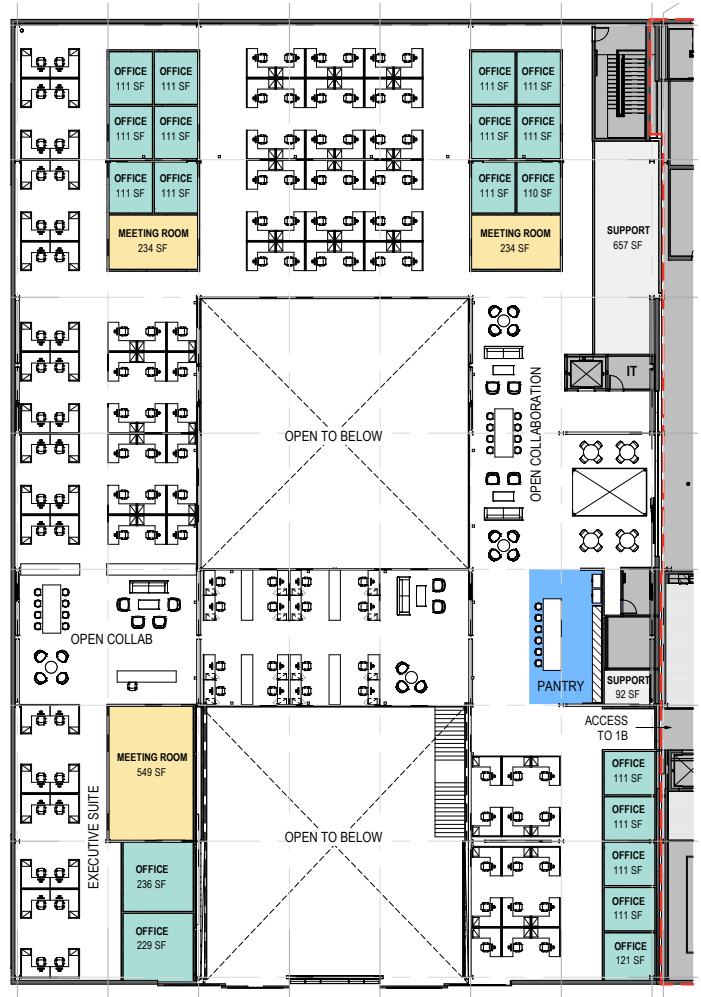 OFFICE
111 SF
OFFICE
111 SF
OFFICE
111 SF
OFFICE
111 SF
OFFICE
111 SF
OFFICE
111 SF
OFFICE
111 SF
OFFICE
111 SF
OFFICE
111 SF
OFFICE
111 SF
OFFICE
111 SF
OFFICE
110 SF
MEETING ROOM
234 SF
MEETING ROOM
234 SF
SUPPORT
657 SF
IT
OPEN COLLABORATION
OPEN TO BELOW
OPEN COLLAB
PANTRY
SUPPORT
92 SF
ACCESS
TO 1B
MEETING ROOM
549 SF
OFFICE
111 SF
OFFICE
111 SF
EXECUTIVE SUITE
OPEN TO BELOW
OFFICE
236 SF
OFFICE
111 SF
OFFICE
111 SF
OFFICE
229 SF
OFFICE
121 SF